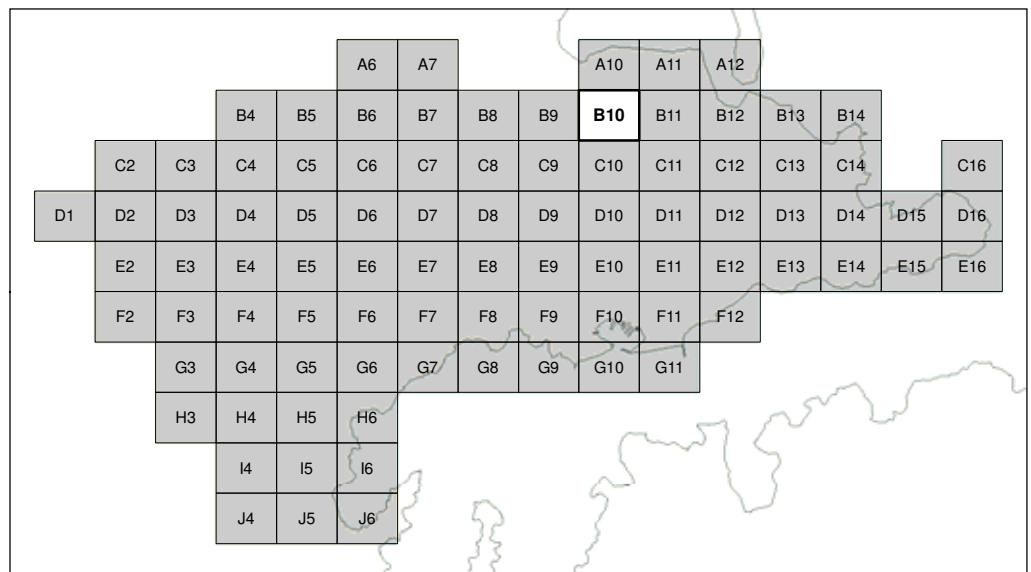 A6 A7 A10 A11 A12
B4 B5 B6 B7 B8 B9 B10 B11 B12 B13 B14
C2 C3 C4 C5 C6 C7 C8 C9 C10 C11 C12 C13 C14 C16
D1 D2 D3 D4 D5 D6 D7 D8 D9 D10 D11 D12 D13 D14 D15 D16
E2 E3 E4 E5 E6 E7 E8 E9 E10 E11 E12 E13 E14 E15 E16
F2 F3 F4 F5 F6 F7 F8 F9 F10 F11 F12
G3 G4 G5 G6 G7 G8 G9 G10 G11
H3 H4 H5 H6
I4 I5 I6
J4 J5 J6